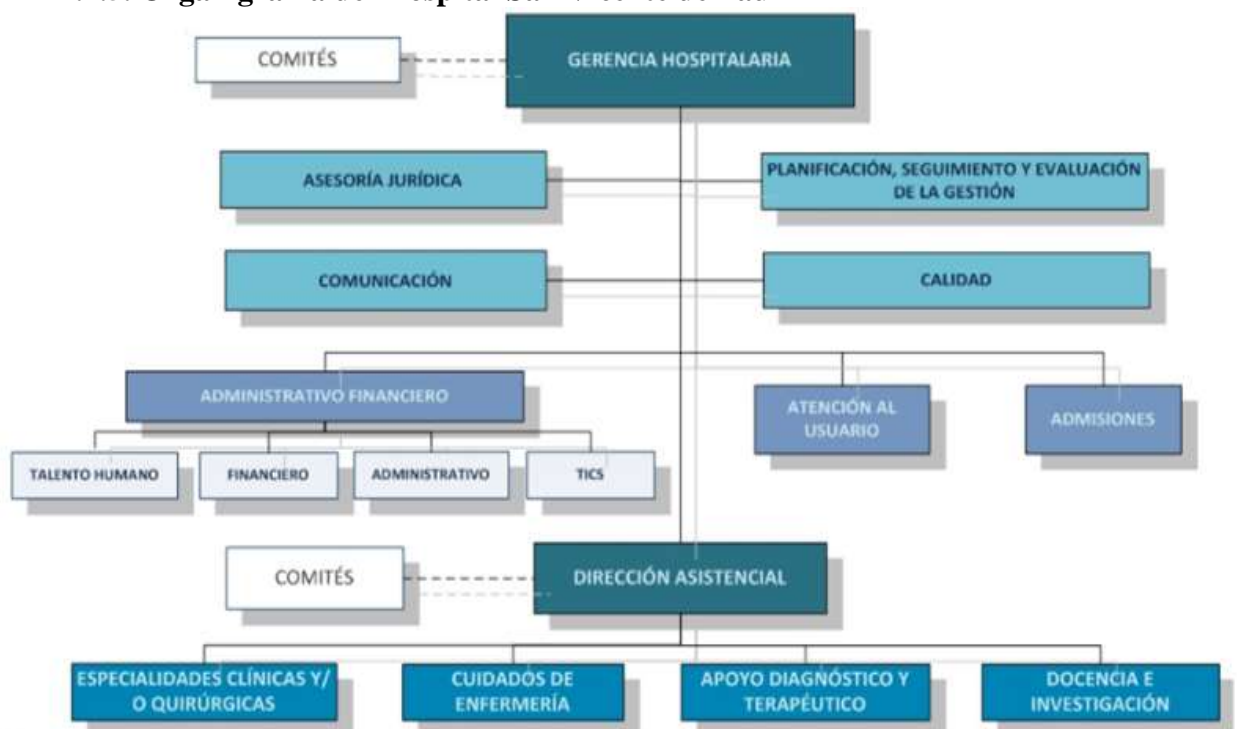 COMITÉS
GERENCIA HOSPITALARIA
ASESORÍA JURÍDICA
PLANIFICACIÓN, SEGUIMIENTO Y EVALUACIÓN
DE LA GESTIÓN
COMUNICACIÓN
CALIDAD
ADMINISTRATIVO FINANCIERO
ATENCIÓN AL
USUARIO
ADMISIONES
TALENTO HUMANO
FINANCIERO
ADMINISTRATIVO
TICS
COMITÉS
DIRECCIÓN ASISTENCIAL
ESPECIALIDADES CLÍNICAS Y/
O QUIRÚRGICAS
CUIDADOS DE
ENFERMERÍA
APOYO DIAGNÓSTICO Y
TERAPÉUTICO
DOCENCIA E
INVESTIGACIÓN